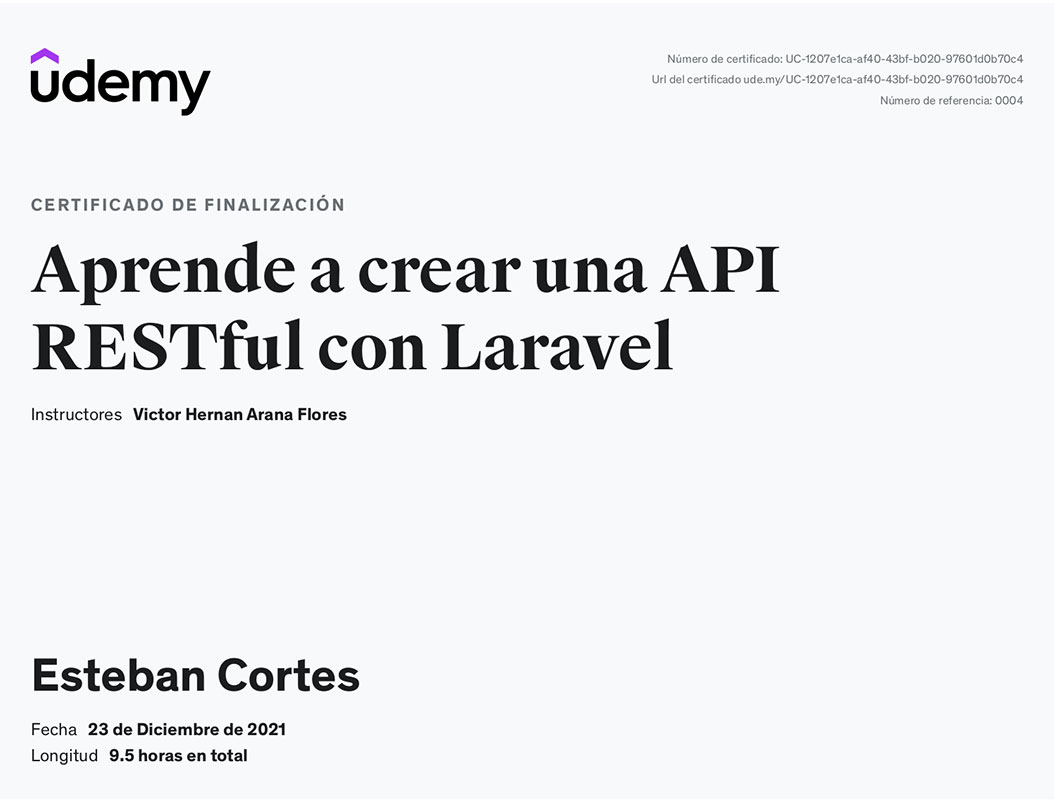 udemy
Número de certificado: UC-1207e1ca-af40-43bf-b020-97601d0b70c4
Url del certificado ude.my/UC-1207e1ca-af40-43bf-b020-97601d0b70c4
Número de referencia: 0004
CERTIFICADO DE FINALIZACIÓN
Aprende a crear una API
RESTful con Laravel
Instructores Victor Hernan Arana Flores
Esteban Cortes
Fecha 23 de Diciembre de 2021
Longitud 9.5 horas en total